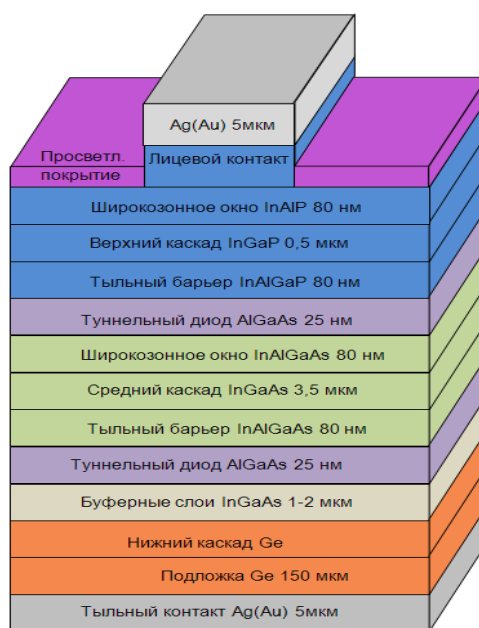 Ag(Au) 5мкм
Просветл.
покрытие
Лицевой контакт
Широкозонное окно InAlP 80 нм
Верхний каскад InGaP 0,5 мкм
Тыльный барьер InAlGaP 80 нм
Туннельный диод AlGaAs 25 нм
Широкозонное окно InAlGaAs 80 нм
Средний каскад InGaAs 3,5 мкм
Тыльный барьер InAlGaAs 80 нм
Туннельный диод AlGaAs 25 нм
Буферные слои InGaAs 1-2 мкм
Нижний каскад Ge
Подложка Ge 150 мкм
Тыльный контакт Ag(Au) 5мкм